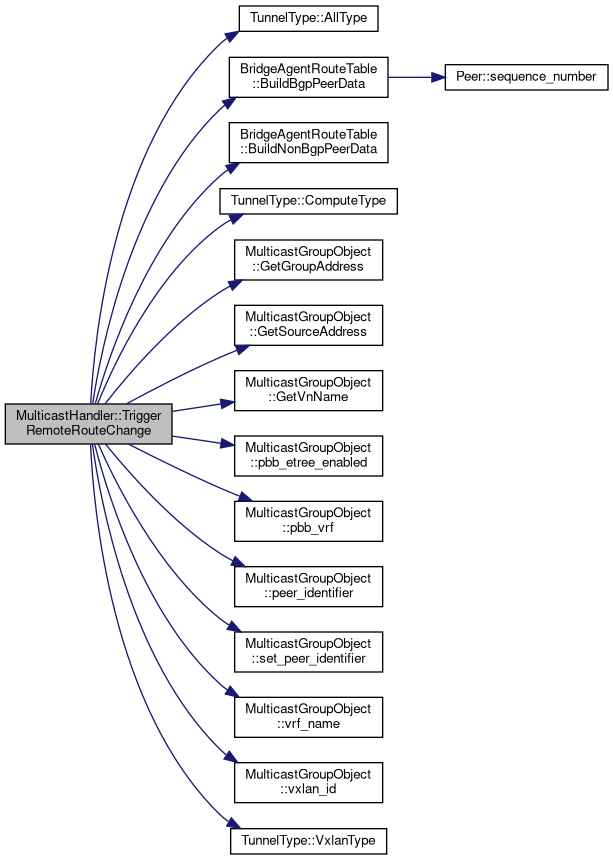 TunnelType::AllType
BridgeAgentRouteTable
::BuildBgpPeerData
Peer::sequence_number
BridgeAgentRouteTable
::BuildNonBgpPeerData
TunnelType::ComputeType
MulticastGroupObject
::GetGroupAddress
MulticastGroupObject
::GetSourceAddress
MulticastGroupObject
::GetVnName
MulticastHandler::Trigger
RemoteRouteChange
MulticastGroupObject
::pbb_etree_enabled
MulticastGroupObject
::pbb_vrf
MulticastGroupObject
::peer_identifier
MulticastGroupObject
::set_peer_identifier
MulticastGroupObject
::vrf_name
MulticastGroupObject
::vxlan_id
TunnelType::VxlanType